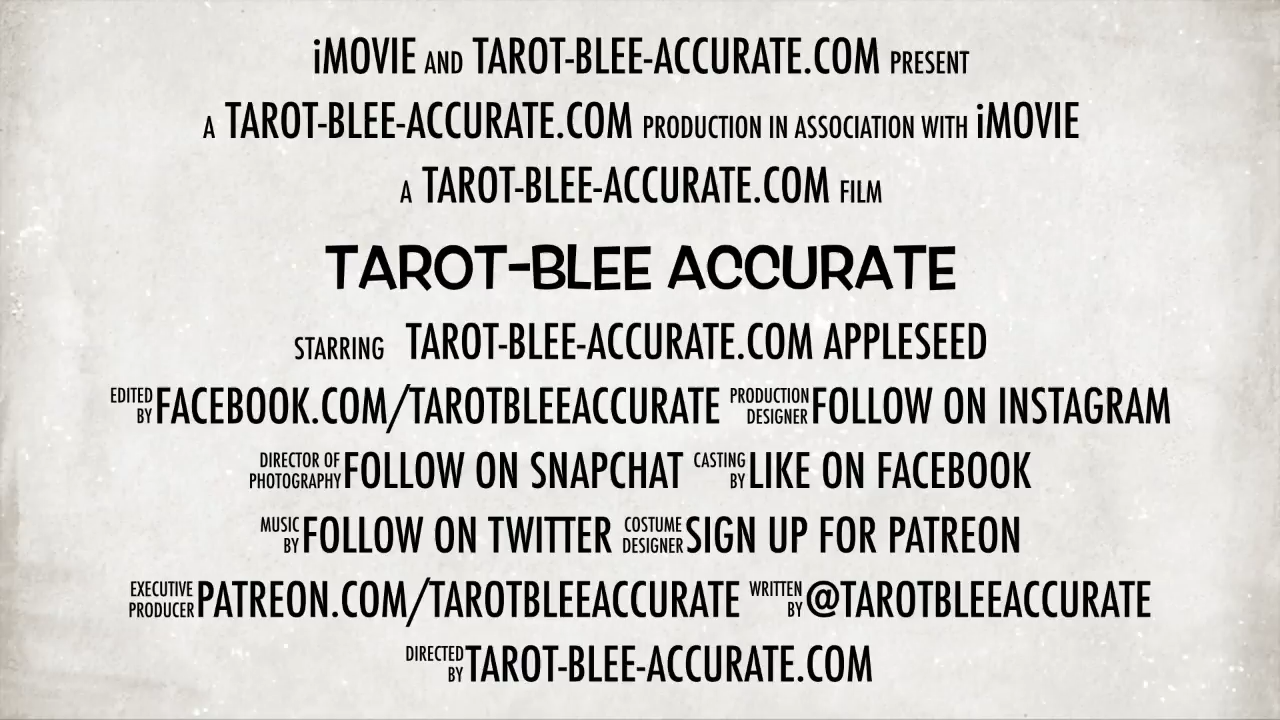 iMOVIE AND TAROT-BLEE-ACCURATE.COM PRESENT
A TAROT-BLEE-ACCURATE.COM PRODUCTION IN ASSOCIATION WITH iMOVIE
A TAROT-BLEE-ACCURATE.COM FILM
TAROT-BLEE ACCURATE
STARRING TAROT-BLEE-ACCURATE.COM APPLESEED
EDITED BY FACEBOOK.COM/TAROTBLEEACCURATE PRODUCTION DESIGNER FOLLOW ON INSTAGRAM
DIRECTOR OF PHOTOGRAPHY FOLLOW ON SNAPCHAT CASTING BY LIKE ON FACEBOOK
MUSIC BY FOLLOW ON TWITTER COSTUME DESIGNER SIGN UP FOR PATREON
EXECUTIVE PRODUCER PATREON.COM/TAROTBLEEACCURATE WRITTEN BY @TAROTBLEEACCURATE
DIRECTED BY TAROT-BLEE-ACCURATE.COM